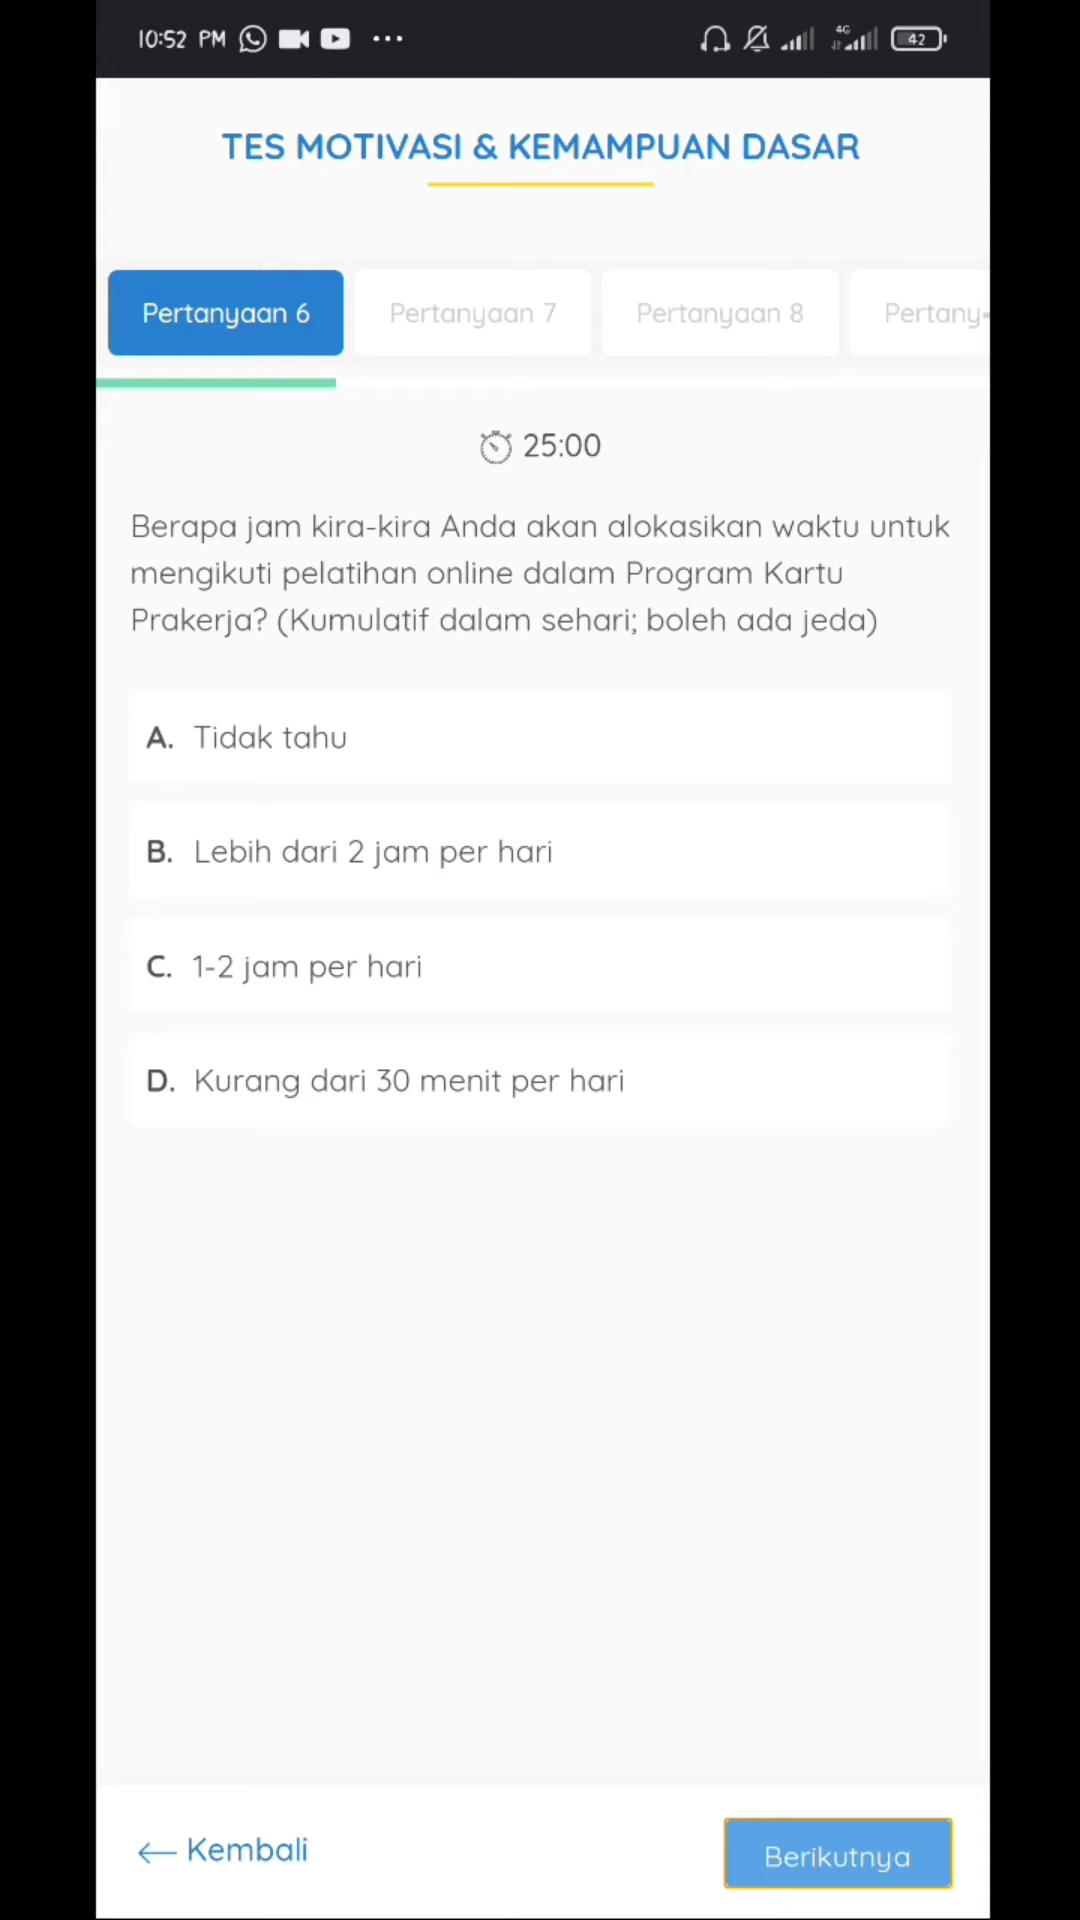 10:52 PM
4G
42
TES MOTIVASI & KEMAMPUAN DASAR
Pertanyaan 6
Pertanyaan 7
Pertanyaan 8
Pertany
25:00
Berapa jam kira-kira Anda akan alokasikan waktu untuk
mengikuti pelatihan online dalam Program Kartu
Prakerja? (Kumulatif dalam sehari; boleh ada jeda)
A. Tidak tahu
B. Lebih dari 2 jam per hari
C. 1-2 jam per hari
D. Kurang dari 30 menit per hari
← Kembali
Berikutnya